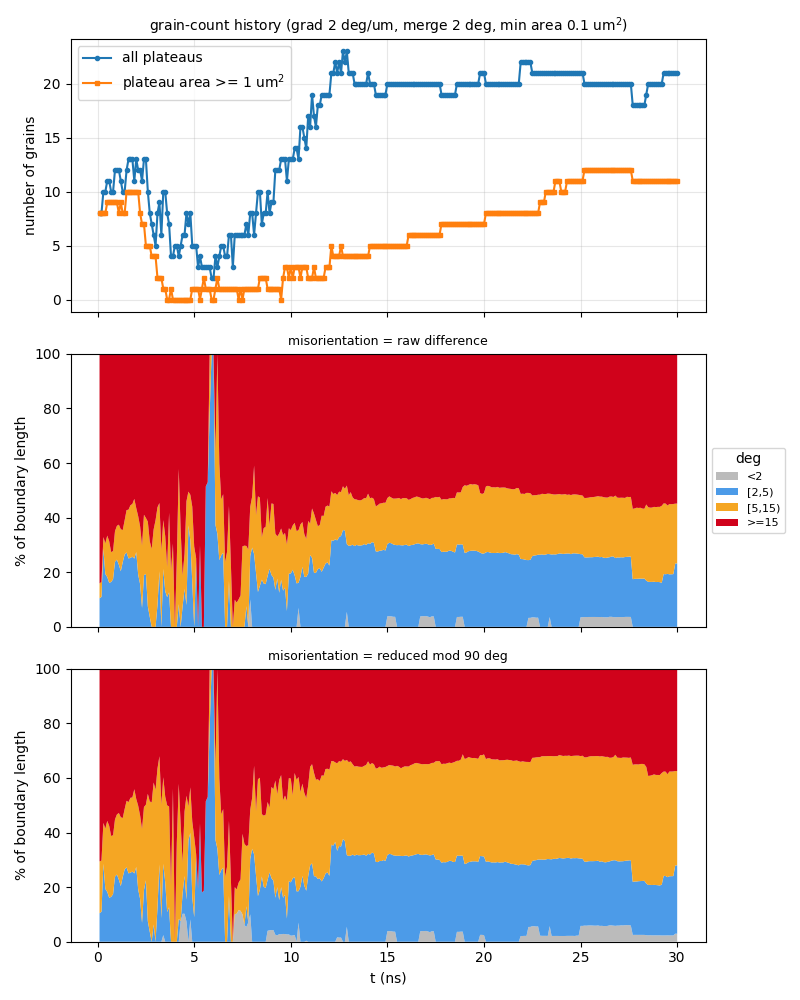 grain-count history (grad 2 deg/um, merge 2 deg, min area 0.1 um²)
all plateaus
plateau area >= 1 um²
number of grains
20
15
10
5
0
misorientation = raw difference
% of boundary length
100
80
60
40
20
0
deg
<2
[2,5)
[5,15)
>=15
misorientation = reduced mod 90 deg
% of boundary length
100
80
60
40
20
0
0 5 10 15 20 25 30
t (ns)